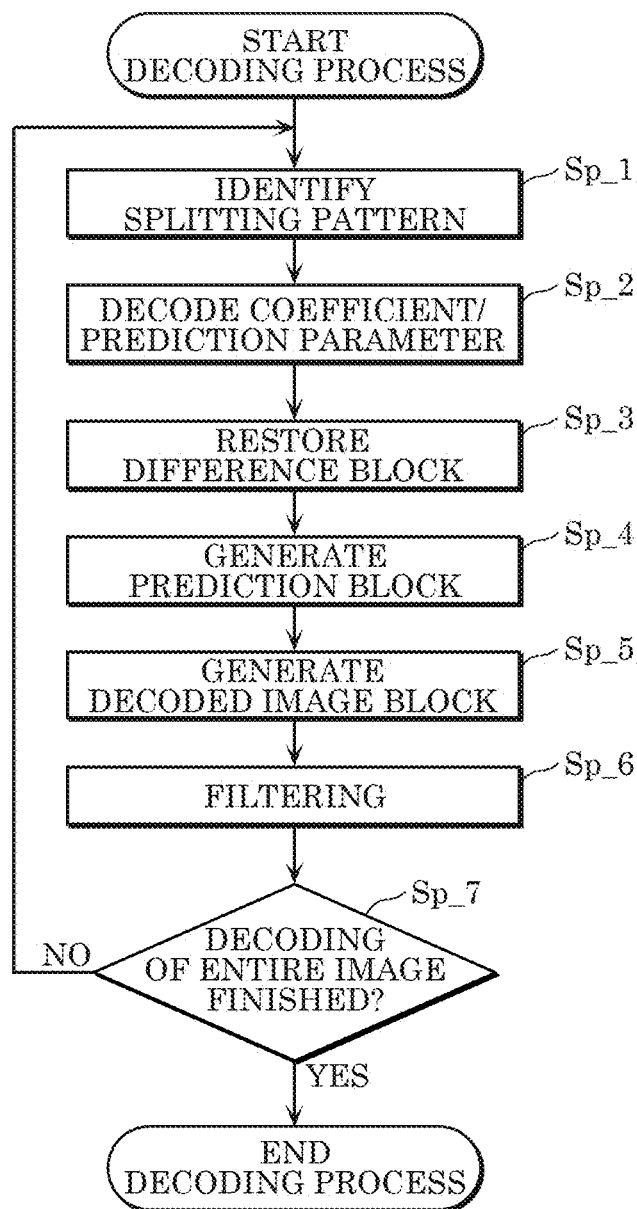 START
DECODING PROCESS
Sp_1
IDENTIFY
SPLITTING PATTERN
Sp_2
DECODE COEFFICIENT/
PREDICTION PARAMETER
Sp_3
RESTORE
DIFFERENCE BLOCK
Sp_4
GENERATE
PREDICTION BLOCK
Sp_5
GENERATE
DECODED IMAGE BLOCK
Sp_6
FILTERING
Sp_7
NO
DECODING
OF ENTIRE IMAGE
FINISHED?
YES
END
DECODING PROCESS